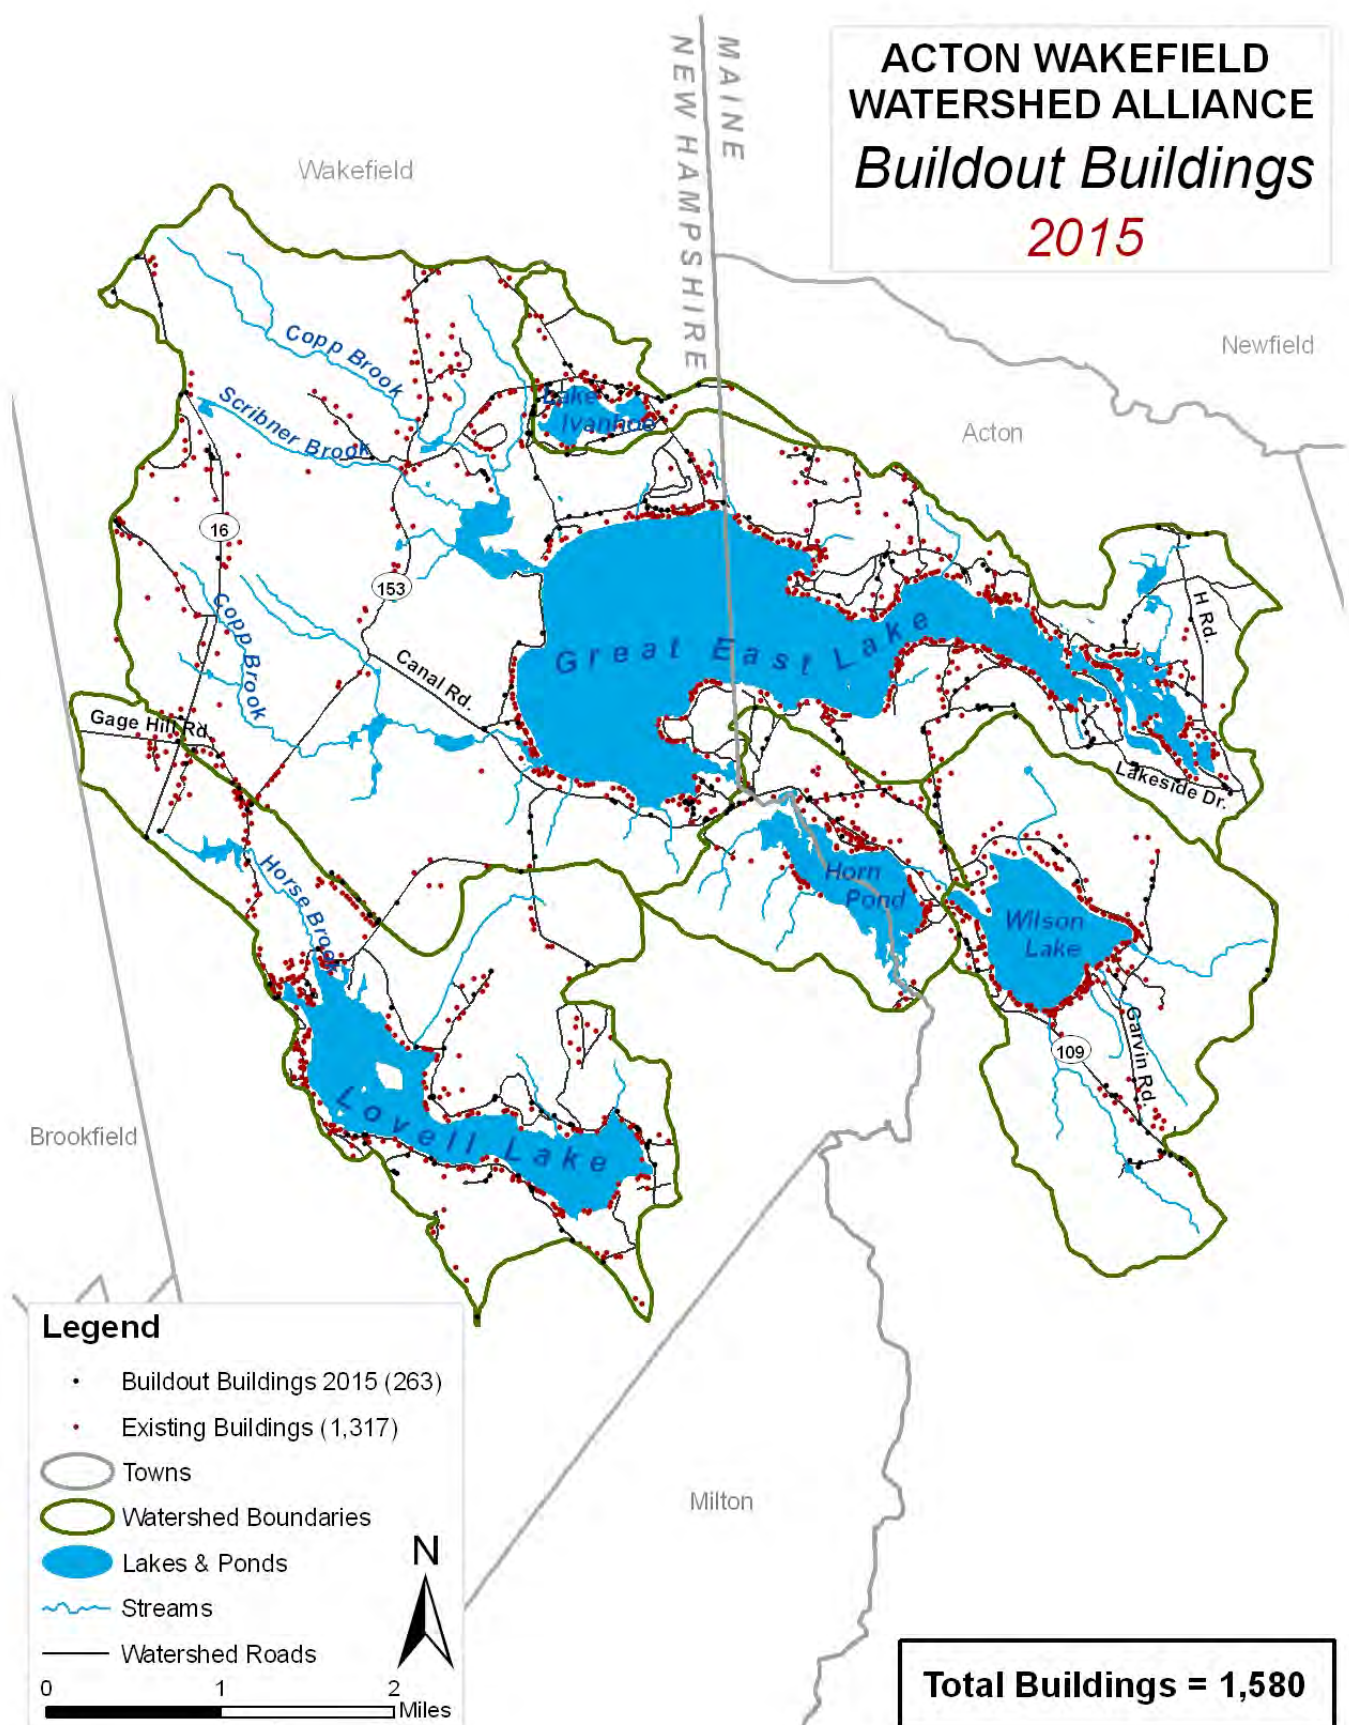 ACTON WAKEFIELD
WATERSHED ALLIANCE
Buildout Buildings
2015
MAINE
NEW HAMPSHIRE
Wakefield
Newfield
Acton
Copp Brook
Scribner Brook
Lake
Ivanhoe
16
153
Copp Brook
Canal Rd.
Great East Lake
H Rd.
Gage Hill Rd
Lakeside Dr.
Horse Brook
Horn
Pond
Wilson
Lake
Garvin Rd.
109
Lovell Lake
Brookfield
Milton
Legend
Buildout Buildings 2015 (263)
Existing Buildings (1,317)
Towns
Watershed Boundaries
Lakes & Ponds
Streams
Watershed Roads
N
0 1 2
Miles
Total Buildings = 1,580